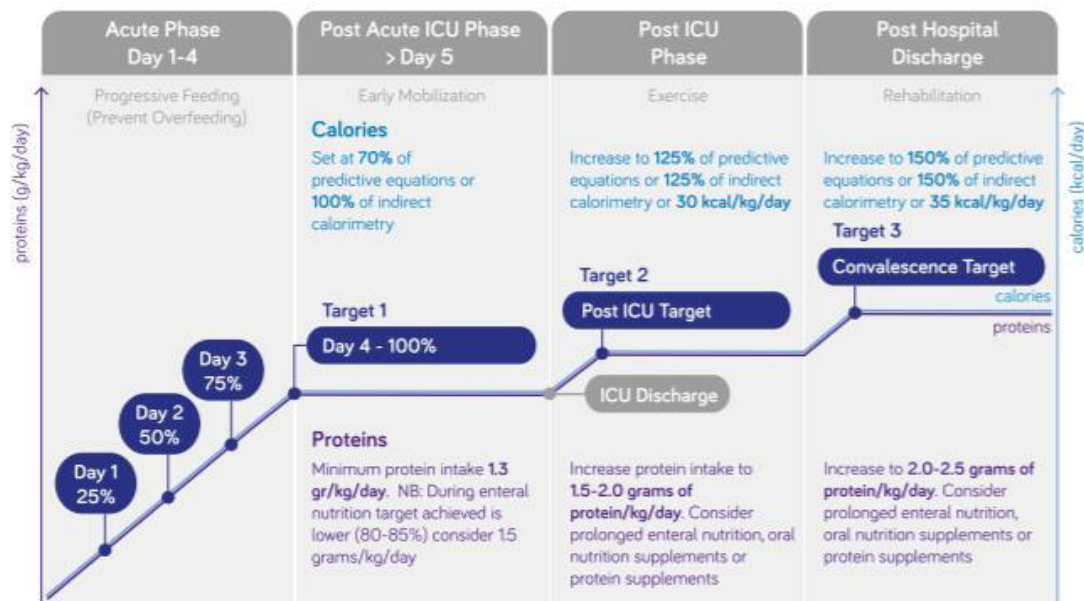 Acute Phase
Day 1-4
Post Acute ICU Phase
> Day 5
Post ICU
Phase
Post Hospital
Discharge
Progressive Feeding
(Prevent Overfeeding)
Early Mobilization
Exercise
Rehabilitation
proteins (g/kg/day)
calories (kcal/day)
Calories
Set at 70% of
predictive equations or
100% of indirect
calorimetry
Increase to 125% of predictive
equations or 125% of indirect
calorimetry or 30 kcal/kg/day
Increase to 150% of predictive
equations or 150% of indirect
calorimetry or 35 kcal/kg/day
Target 1
Day 4 - 100%
Target 2
Post ICU Target
Target 3
Convalescence Target
calories
proteins
Day 1
25%
Day 2
50%
Day 3
75%
ICU Discharge
Proteins
Minimum protein intake 1.3
gr/kg/day. NB: During enteral
nutrition target achieved is
lower (80-85%) consider 1.5
grams/kg/day
Increase protein intake to
1.5-2.0 grams of
protein/kg/day. Consider
prolonged enteral nutrition, oral
nutrition supplements or
protein supplements
Increase to 2.0-2.5 grams of
protein/kg/day. Consider
prolonged enteral nutrition,
oral nutrition supplements or
protein supplements